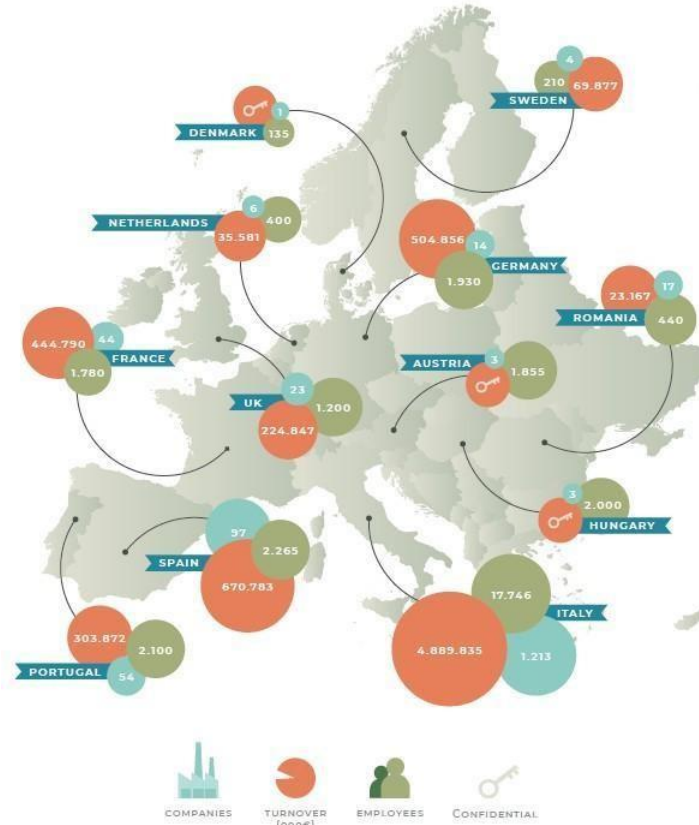 4
210
69.877
SWEDEN
1
DENMARK
135
6
400
NETHERLANDS
35.581
504.856
14
GERMANY
1.930
17
23.167
ROMANIA
440
444.790
44
FRANCE
1.780
3
AUSTRIA
1.855
23
UK
1.200
224.847
3
2.000
HUNGARY
97
2.265
SPAIN
670.783
17.746
ITALY
4.889.835
1.213
303.872
2.100
PORTUGAL
54
COMPANIES
TURNOVER
EMPLOYEES
CONFIDENTIAL